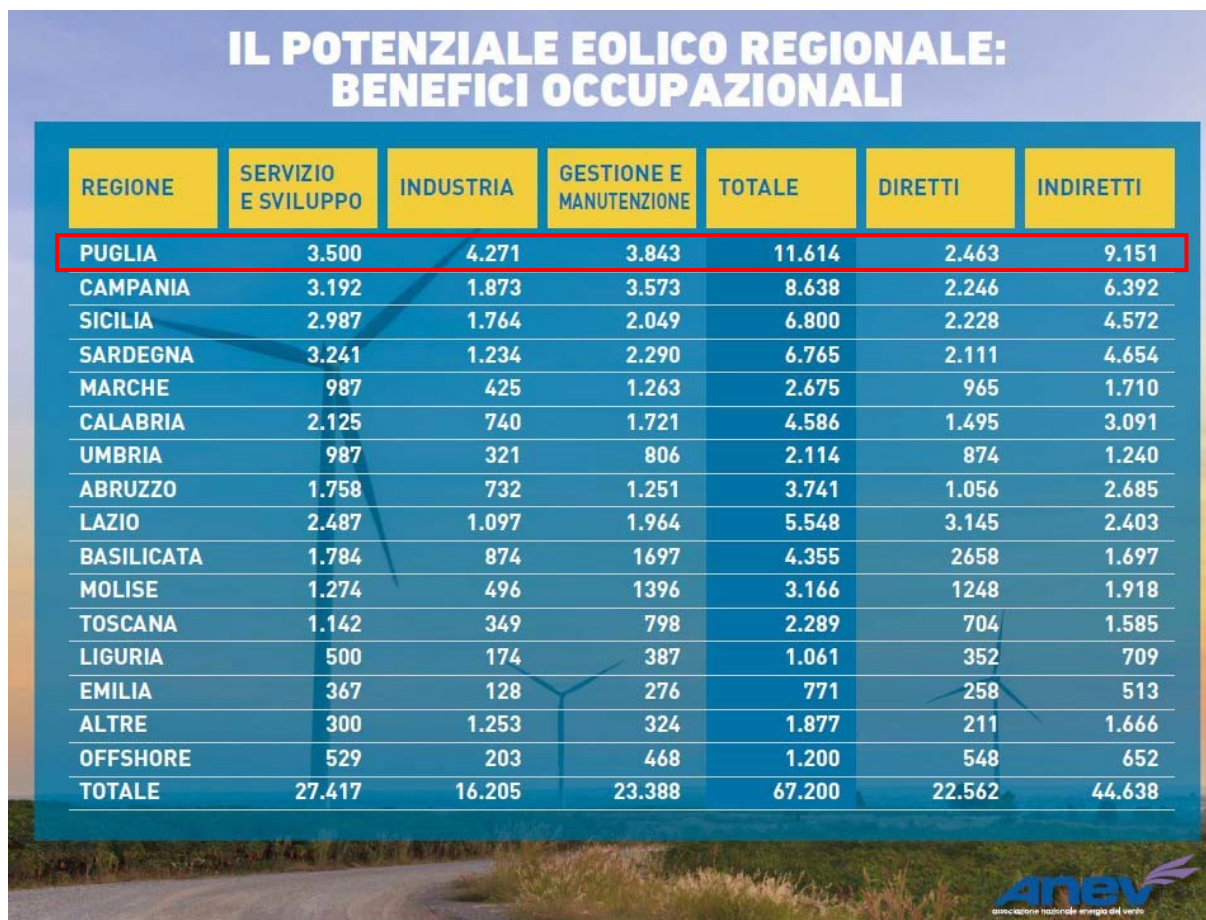 IL POTENZIALE EOLICO REGIONALE:
BENEFICI OCCUPAZIONALI
REGIONE SERVIZIO E SVILUPPO INDUSTRIA GESTIONE E MANUTENZIONE TOTALE DIRETTI INDIRETTI
PUGLIA 3.500 4.271 3.843 11.614 2.463 9.151
CAMPANIA 3.192 1.873 3.573 8.638 2.246 6.392
SICILIA 2.987 1.764 2.049 6.800 2.228 4.572
SARDEGNA 3.241 1.234 2.290 6.765 2.111 4.654
MARCHE 987 425 1.263 2.675 965 1.710
CALABRIA 2.125 740 1.721 4.586 1.495 3.091
UMBRIA 987 321 806 2.114 874 1.240
ABRUZZO 1.758 732 1.251 3.741 1.056 2.685
LAZIO 2.487 1.097 1.964 5.548 3.145 2.403
BASILICATA 1.784 874 1697 4.355 2658 1.697
MOLISE 1.274 496 1396 3.166 1248 1.918
TOSCANA 1.142 349 798 2.289 704 1.585
LIGURIA 500 174 387 1.061 352 709
EMILIA 367 128 276 771 258 513
ALTRE 300 1.253 324 1.877 211 1.666
OFFSHORE 529 203 468 1.200 548 652
TOTALE 27.417 16.205 23.388 67.200 22.562 44.638
anev
associazione nazionale energia del vento